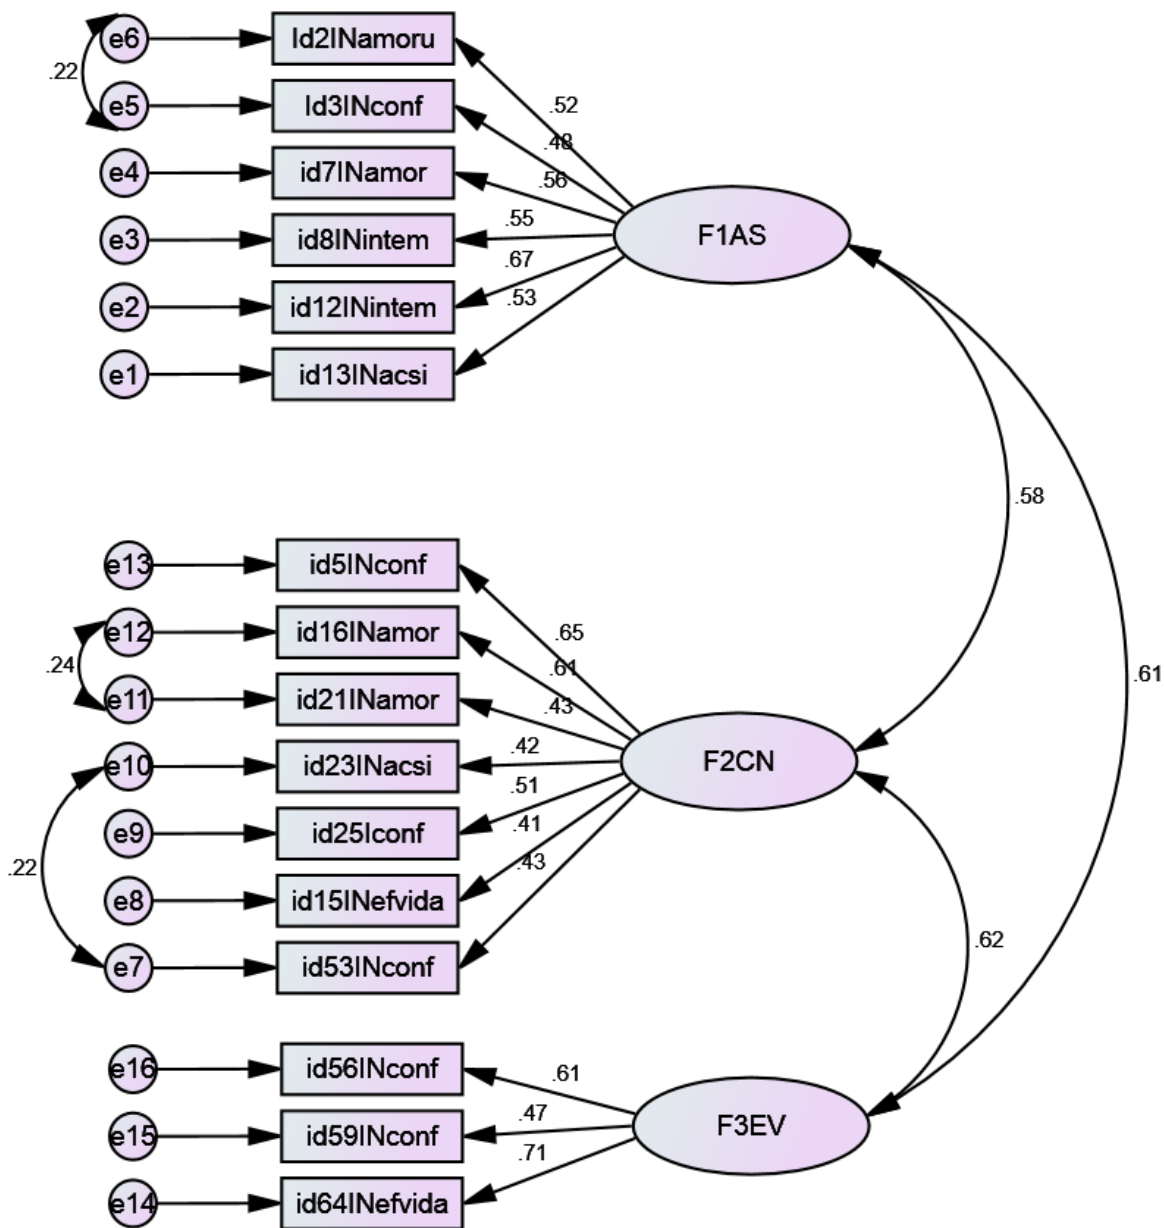 e6 Id2INamoru
.22
e5 Id3INconf .52
.48
e4 id7INamor .56
e3 id8INintem .55 F1AS
.67
e2 id12INintem .53
e1 id13INacsi
.58
e13 id5INconf
.65
e12 id16INamor
.24 .61 .61
e11 id21INamor .43
e10 id23INacsi .42 F2CN
.51
e9 id25Iconf .41
.22 .43
e8 id15INefvida
.62
e7 id53INconf
e16 id56INconf .61
e15 id59INconf .47 F3EV
.71
e14 id64INefvida